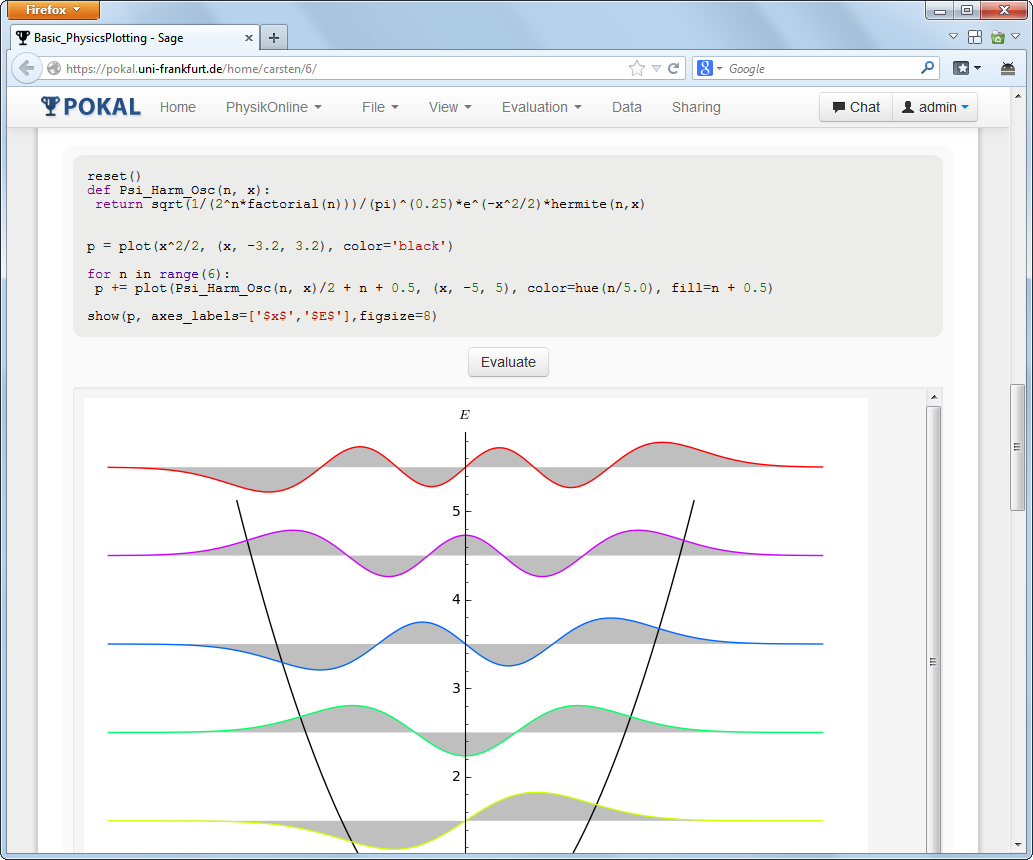 Firefox
Basic_PhysicsPlotting - Sage
https://pokal.uni-frankfurt.de/home/carsten/6/
Google
POKAL Home PhysikOnline File View Evaluation Data Sharing Chat admin
reset()
def Psi_Harm_Osc(n, x):
 return sqrt(1/(2^n*factorial(n)))/(pi)^(0.25)*e^(-x^2/2)*hermite(n,x)
p = plot(x^2/2, (x, -3.2, 3.2), color='black')
for n in range(6):
 p += plot(Psi_Harm_Osc(n, x)/2 + n + 0.5, (x, -5, 5), color=hue(n/5.0), fill=n + 0.5)
show(p, axes_labels=['$x$','$E$'],figsize=8)
Evaluate
E
5
4
3
2